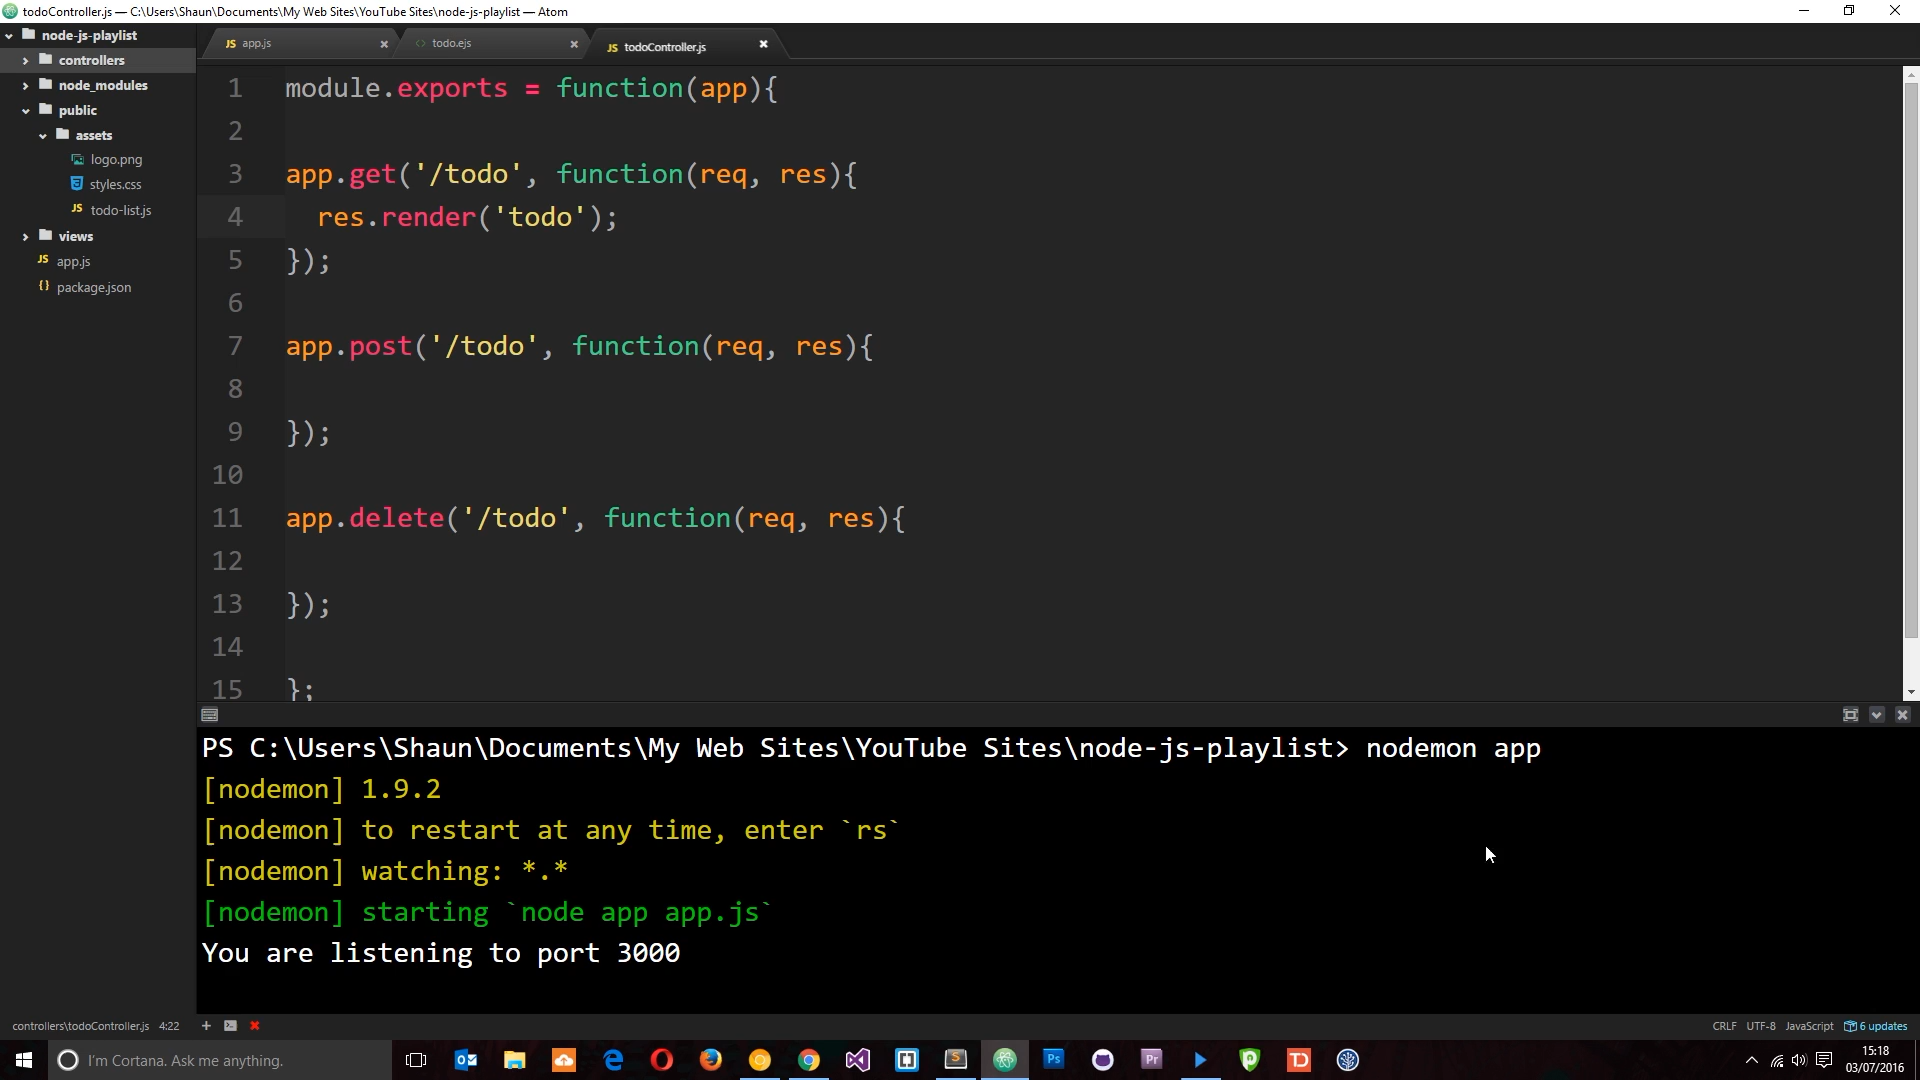 todoController.js — C:\Users\Shaun\Documents\My Web Sites\YouTube Sites\node-js-playlist — Atom
node-js-playlist
controllers
node_modules
public
assets
logo.png
styles.css
JS todo-list.js
views
JS app.js
{} package.json
JS app.js
<> todo.ejs
JS todoController.js
1 module.exports = function(app){
2
3 app.get('/todo', function(req, res){
4 res.render('todo');
5 });
6
7 app.post('/todo', function(req, res){
8
9 });
10
11 app.delete('/todo', function(req, res){
12
13 });
14
15 };
PS C:\Users\Shaun\Documents\My Web Sites\YouTube Sites\node-js-playlist> nodemon app
[nodemon] 1.9.2
[nodemon] to restart at any time, enter `rs`
[nodemon] watching: *.*
[nodemon] starting `node app app.js`
You are listening to port 3000
controllers\todoController.js 4:22
CRLF UTF-8 JavaScript 6 updates
I'm Cortana. Ask me anything.
Ps
Pr
TD
15:18
03/07/2016